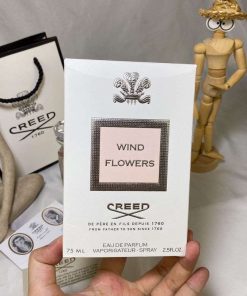 CREED
1760
WIND
FLOWERS
CREED
DE PÈRE EN FILS DEPUIS 1760
FROM FATHER TO SON SINCE 1760
EAU DE PARFUM
75 ML VAPORISATEUR - SPRAY 2.5FL.OZ.